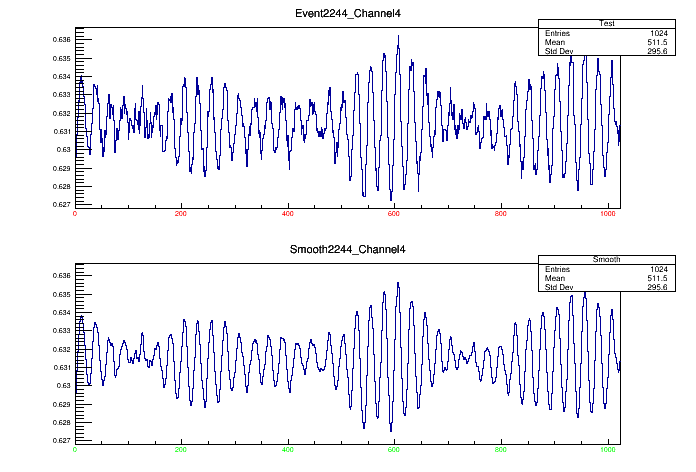 Event2244_Channel4
Test
Entries 1024
Mean 511.5
Std Dev 295.6
0.636
0.635
0.634
0.633
0.632
0.631
0.63
0.629
0.628
0.627
0 200 400 600 800 1000
Smooth2244_Channel4
Smooth
Entries 1024
Mean 511.5
Std Dev 295.6
0.636
0.635
0.634
0.633
0.632
0.631
0.63
0.629
0.628
0.627
0 200 400 600 800 1000